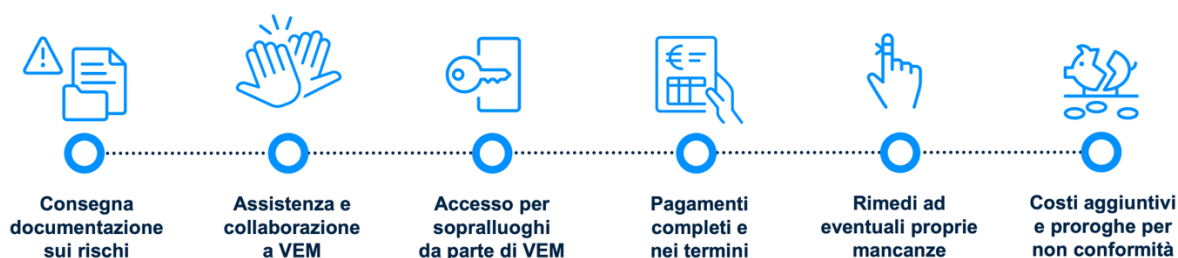 Consegna
documentazione
sui rischi
Assistenza e
collaborazione
a VEM
Accesso per
sopralluoghi
da parte di VEM
Pagamenti
completi e
nei termini
Rimedi ad
eventuali proprie
mancanze
Costi aggiuntivi
e proroghe per
non conformità